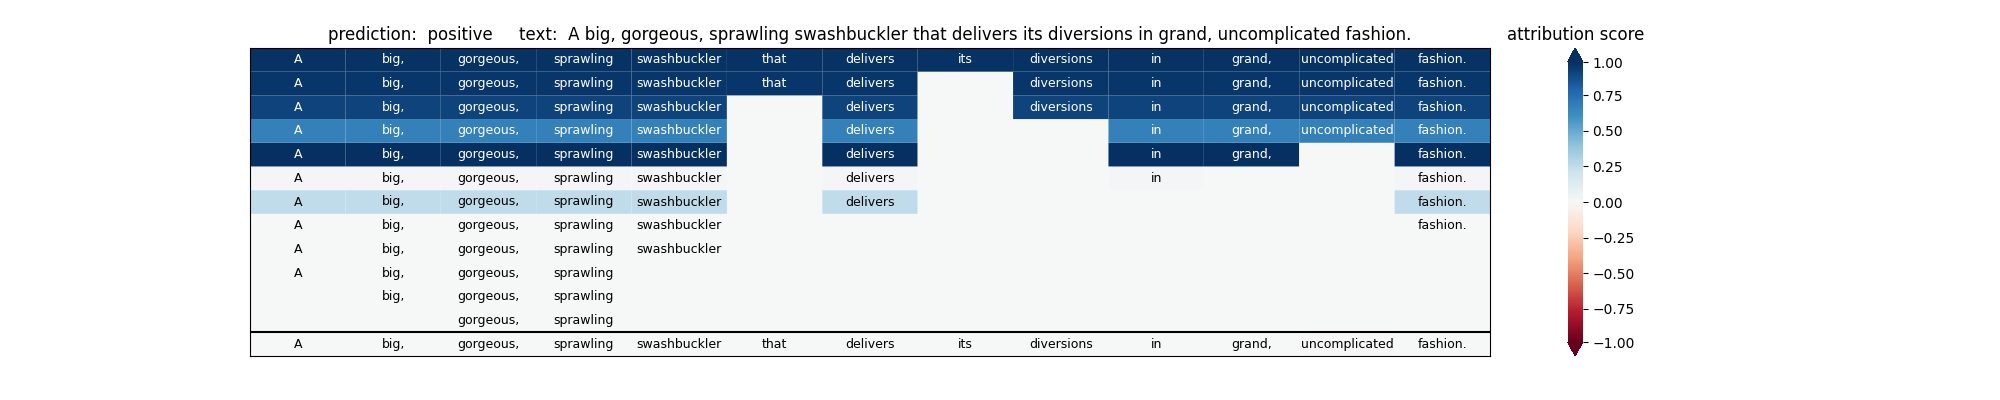 prediction:  positive     text:  A big, gorgeous, sprawling swashbuckler that delivers its diversions in grand, uncomplicated fashion.
attribution score
A big, gorgeous, sprawling swashbuckler that delivers its diversions in grand, uncomplicated fashion.
A big, gorgeous, sprawling swashbuckler that delivers diversions in grand, uncomplicated fashion.
A big, gorgeous, sprawling swashbuckler delivers diversions in grand, uncomplicated fashion.
A big, gorgeous, sprawling swashbuckler delivers in grand, uncomplicated fashion.
A big, gorgeous, sprawling swashbuckler delivers in grand, fashion.
A big, gorgeous, sprawling swashbuckler delivers in fashion.
A big, gorgeous, sprawling swashbuckler delivers fashion.
A big, gorgeous, sprawling swashbuckler fashion.
A big, gorgeous, sprawling swashbuckler
A big, gorgeous, sprawling
big, gorgeous, sprawling
gorgeous, sprawling
A big, gorgeous, sprawling swashbuckler that delivers its diversions in grand, uncomplicated fashion.
1.00
0.75
0.50
0.25
0.00
−0.25
−0.50
−0.75
−1.00